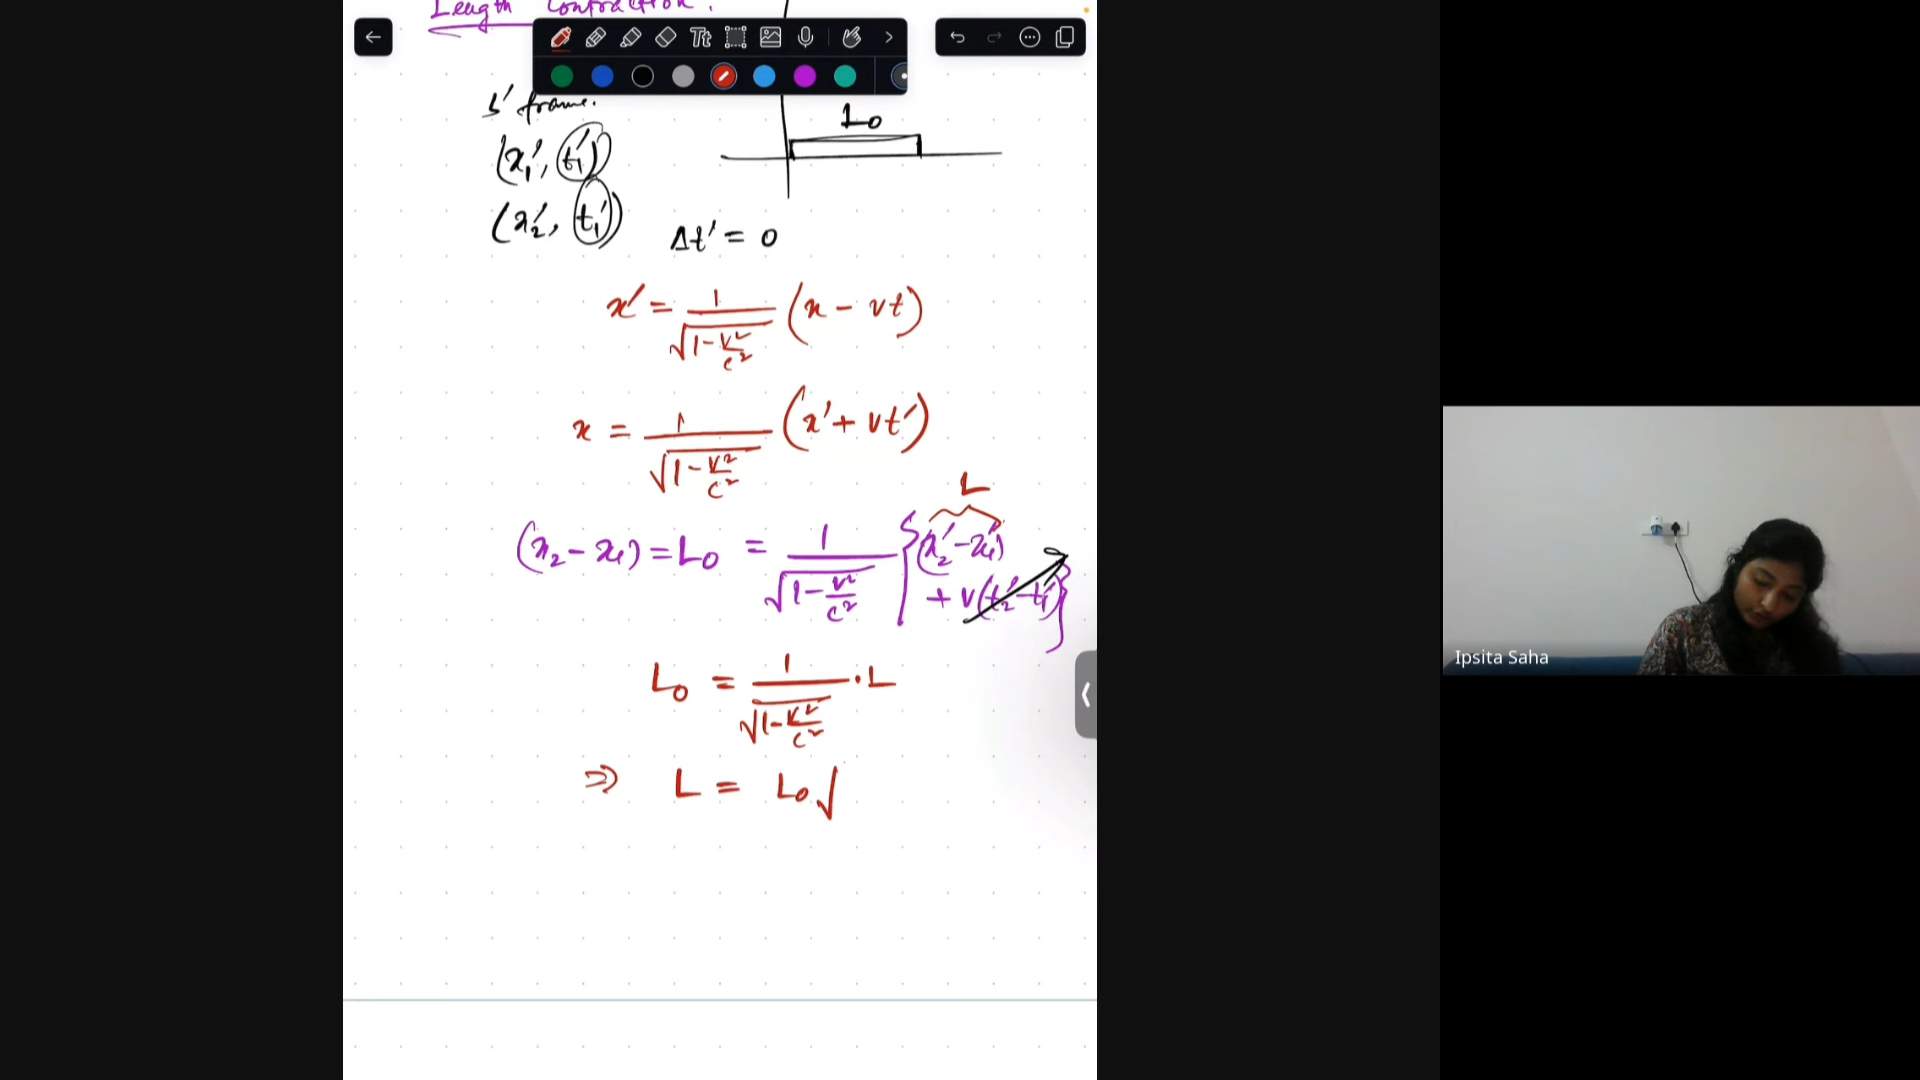 Length Contraction.
Tt
S' frame.
L₀
(x₁', t₁')
(x₂', t₁')
Δt' = 0
x' = 1/√(1-v²/c²) (x - vt)
x = 1/√(1-v²/c²) (x' + vt')
L
(x₂ - x₁) = L₀ = 1/√(1-v²/c²) {(x₂' - x₁')
+ v(t₂' - t₁')}
L₀ = 1/√(1-v²/c²) · L
⇒ L = L₀√
Ipsita Saha